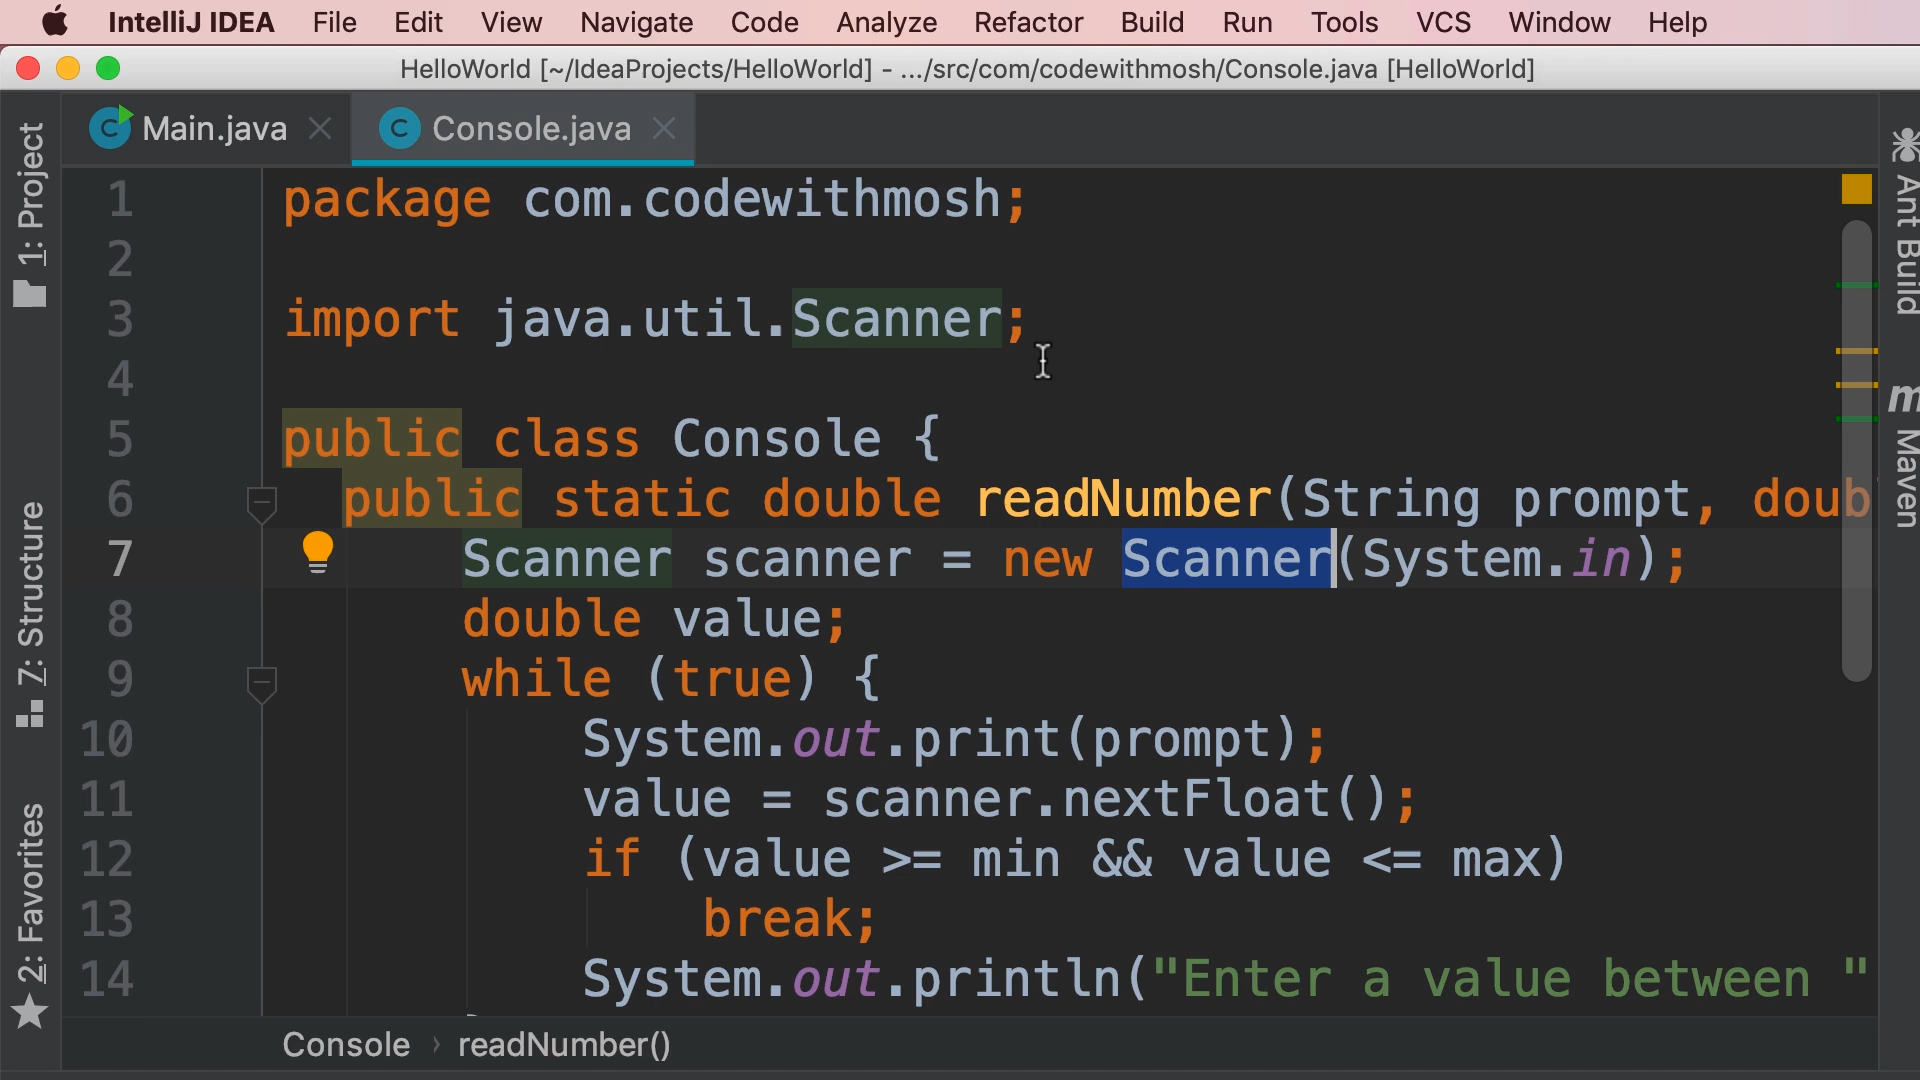 IntelliJ IDEA File Edit View Navigate Code Analyze Refactor Build Run Tools VCS Window Help
HelloWorld [~/IdeaProjects/HelloWorld] - .../src/com/codewithmosh/Console.java [HelloWorld]
Main.java Console.java
1: Project
7: Structure
2: Favorites
1 package com.codewithmosh;
2
3 import java.util.Scanner;
4
5 public class Console {
6 public static double readNumber(String prompt, doub
7 Scanner scanner = new Scanner(System.in);
8 double value;
9 while (true) {
10 System.out.print(prompt);
11 value = scanner.nextFloat();
12 if (value >= min && value <= max)
13 break;
14 System.out.println("Enter a value between "
Ant Build
m Maven
Console › readNumber()